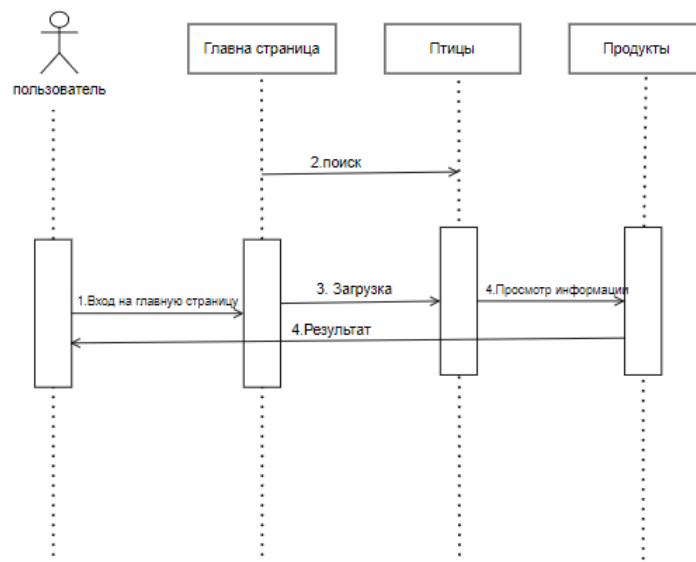 Главна страница
Птицы
Продукты
пользователь
2.поиск
3. Загрузка
4.Просмотр информации
1.Вход на главную страницу
4.Результат